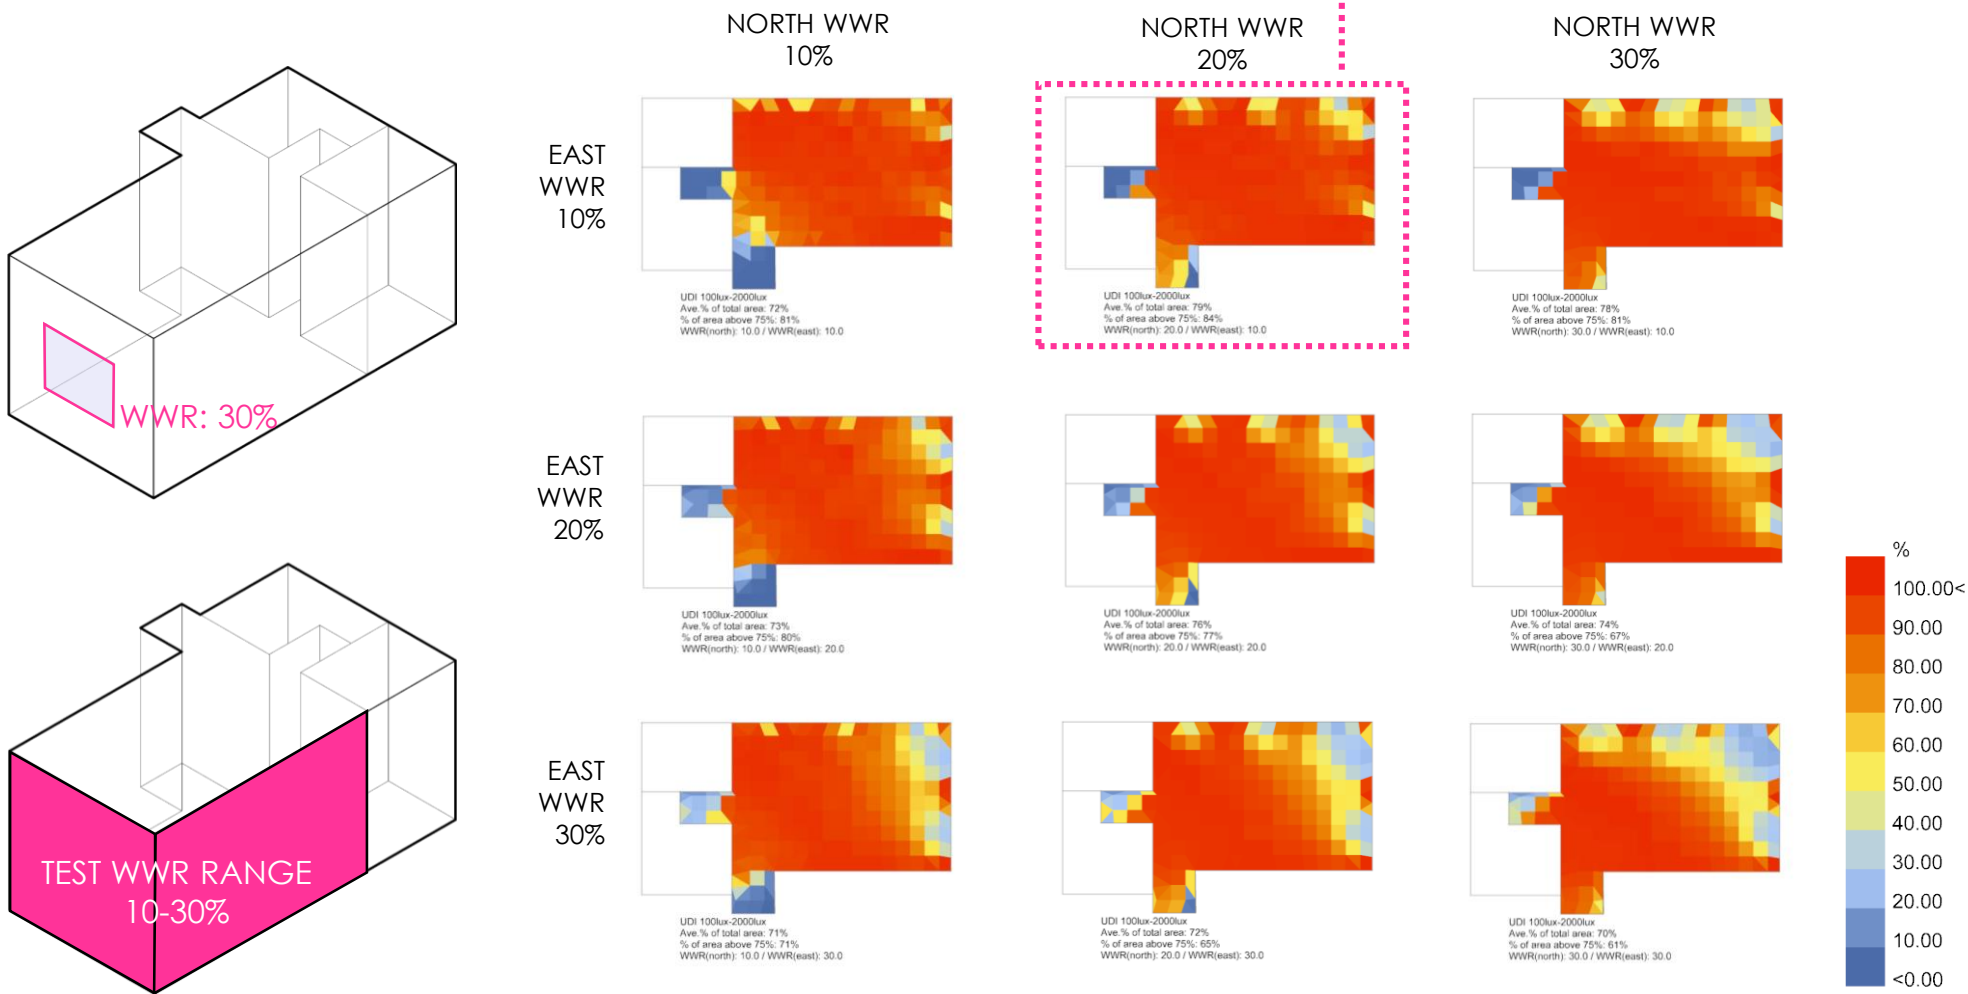 NORTH WWR
10%
NORTH WWR
20%
NORTH WWR
30%
EAST
WWR
10%
UDI 100lux-2000lux
Ave.% of total area: 72%
% of area above 75%: 81%
WWR(north): 10.0 / WWR(east): 10.0
UDI 100lux-2000lux
Ave.% of total area: 79%
% of area above 75%: 84%
WWR(north): 20.0 / WWR(east): 10.0
UDI 100lux-2000lux
Ave.% of total area: 78%
% of area above 75%: 81%
WWR(north): 30.0 / WWR(east): 10.0
WWR: 30%
EAST
WWR
20%
UDI 100lux-2000lux
Ave.% of total area: 73%
% of area above 75%: 80%
WWR(north): 10.0 / WWR(east): 20.0
UDI 100lux-2000lux
Ave.% of total area: 76%
% of area above 75%: 77%
WWR(north): 20.0 / WWR(east): 20.0
UDI 100lux-2000lux
Ave.% of total area: 74%
% of area above 75%: 67%
WWR(north): 30.0 / WWR(east): 20.0
EAST
WWR
30%
UDI 100lux-2000lux
Ave.% of total area: 71%
% of area above 75%: 71%
WWR(north): 10.0 / WWR(east): 30.0
UDI 100lux-2000lux
Ave.% of total area: 72%
% of area above 75%: 65%
WWR(north): 20.0 / WWR(east): 30.0
UDI 100lux-2000lux
Ave.% of total area: 70%
% of area above 75%: 61%
WWR(north): 30.0 / WWR(east): 30.0
TEST WWR RANGE
10-30%
%
100.00<
90.00
80.00
70.00
60.00
50.00
40.00
30.00
20.00
10.00
<0.00